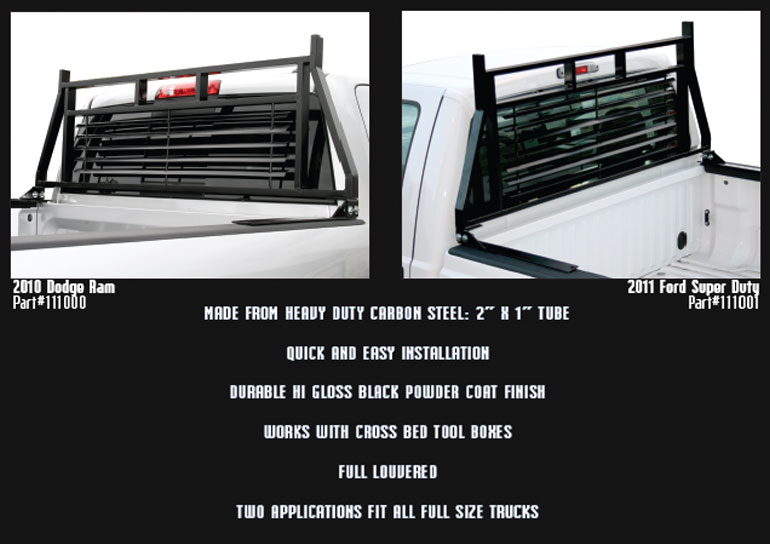 2010 Dodge Ram
Part#111000
2011 Ford Super Duty
Part#111001
MADE FROM HEAVY DUTY CARBON STEEL: 2" X 1" TUBE
QUICK AND EASY INSTALLATION
DURABLE HI GLOSS BLACK POWDER COAT FINISH
WORKS WITH CROSS BED TOOL BOXES
FULL LOUVERED
TWO APPLICATIONS FIT ALL FULL SIZE TRUCKS